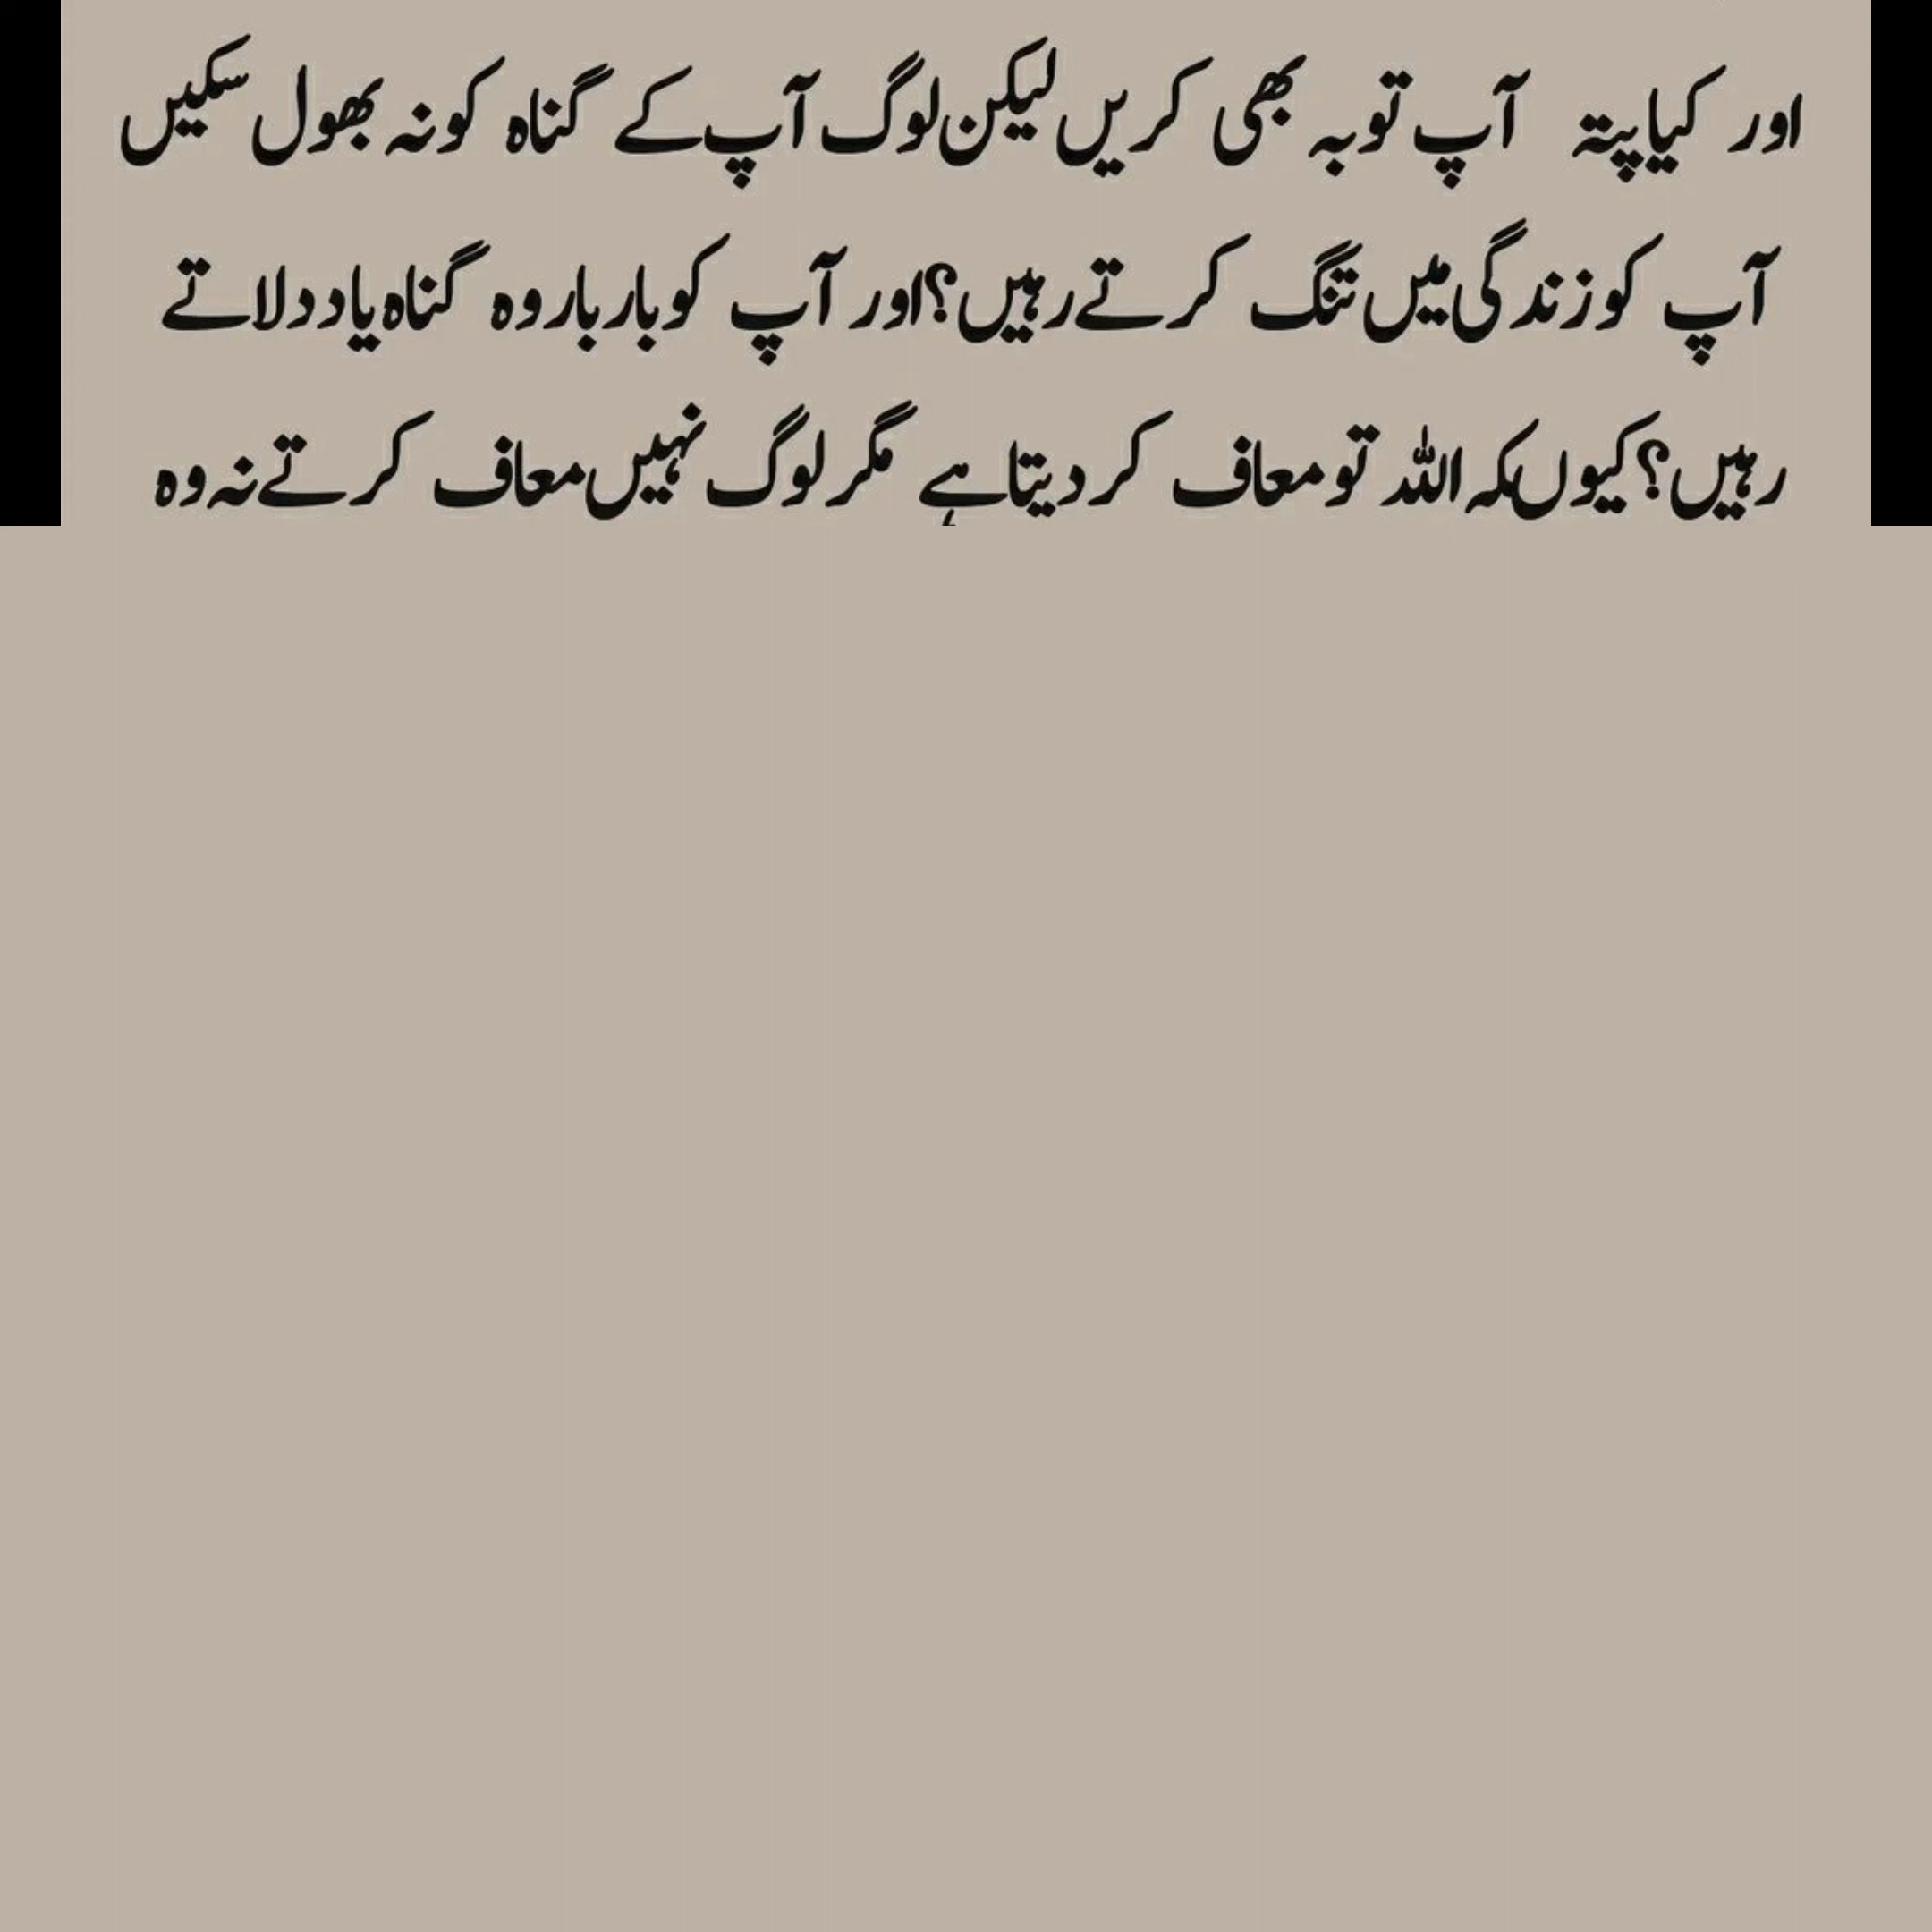 اور کیا پتہ آپ توبہ بھی کریں لیکن لوگ آپ کے گناہ کو نہ بھول سکیں
آپ کو زندگی میں تنگ کرتے رہیں؟ اور آپ کو بار بار وہ گناہ یاد دلاتے
رہیں؟ کیوں کہ اللہ تو معاف کر دیتا ہے مگر لوگ نہیں معاف کرتے نہ وہ